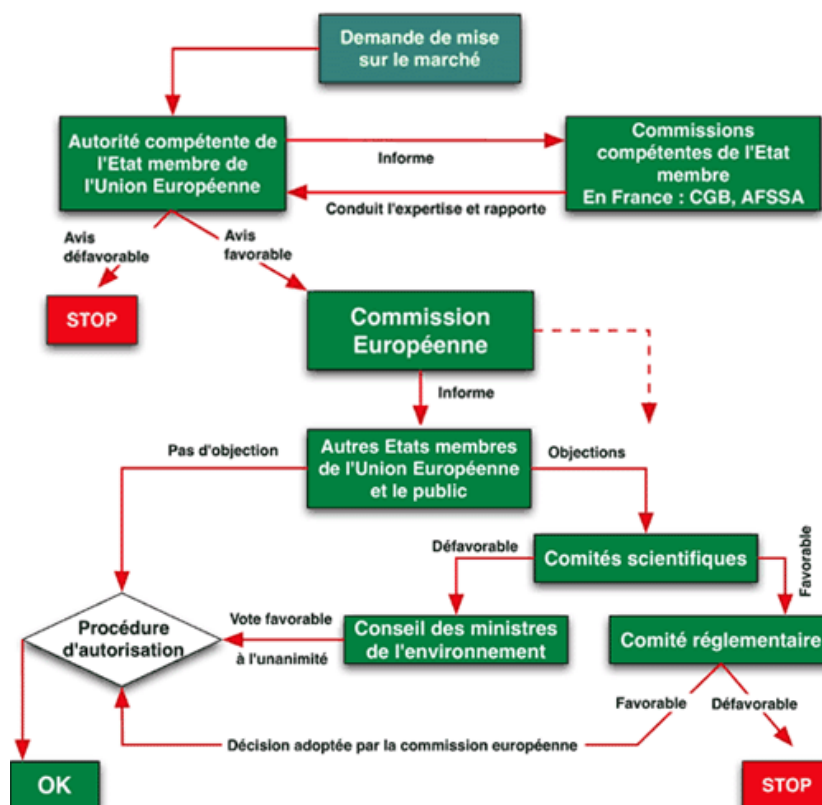 Demande de mise
sur le marché
Autorité compétente de
l'Etat membre de
l'Union Européenne
Informe
Conduit l'expertise et rapporte
Commissions
compétentes de l'Etat
membre
En France : CGB, AFSSA
Avis
défavorable
Avis
favorable
STOP
Commission
Européenne
Informe
Pas d'objection
Autres Etats membres
de l'Union Européenne
et le public
Objections
Défavorable
Comités scientifiques
Favorable
Procédure
d'autorisation
Vote favorable
à l'unanimité
Conseil des ministres
de l'environnement
Comité réglementaire
Favorable
Défavorable
Décision adoptée par la commission européenne
OK
STOP